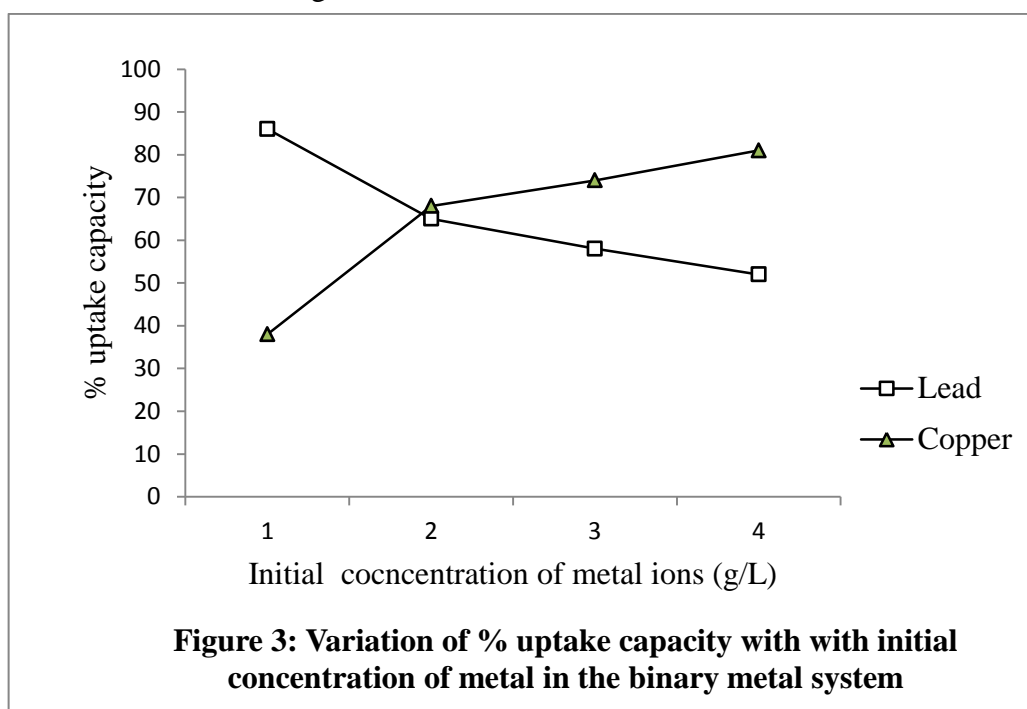 100
90
80
70
60
50
40
30
20
10
0
% uptake capacity
1 2 3 4
Initial cocncentration of metal ions (g/L)
Lead
Copper
Figure 3: Variation of % uptake capacity with with initial
concentration of metal in the binary metal system